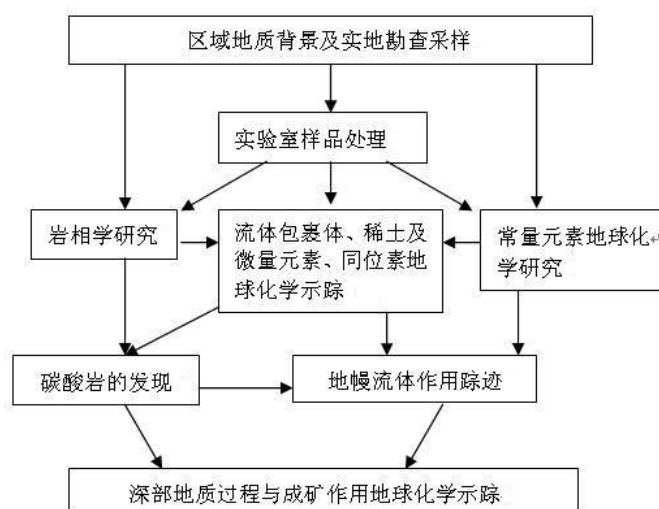 区域地质背景及实地勘查采样
实验室样品处理
岩相学研究
流体包裹体、稀土及
微量元素、同位素地
球化学示踪
常量元素地球化
学研究
碳酸岩的发现
地幔流体作用踪迹
深部地质过程与成矿作用地球化学示踪